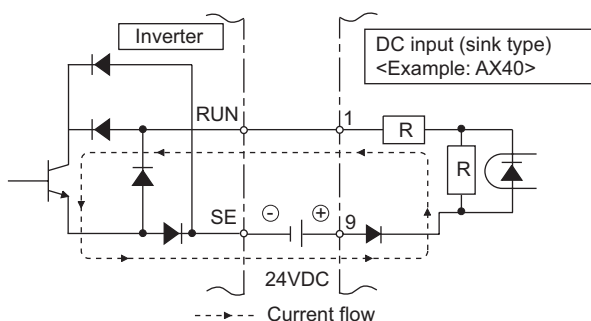 Inverter
DC input (sink type)
<Example: AX40>
RUN
1
R
R
SE
⊖
⊕
9
24VDC
Current flow